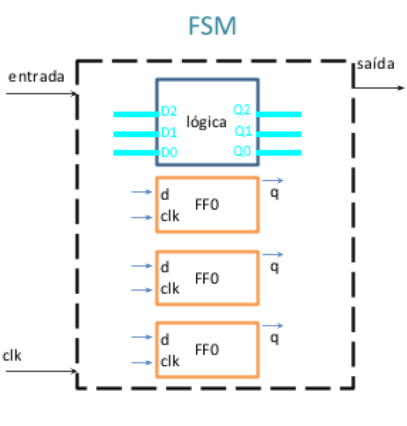 FSM
entrada
saída
D2
Q2
lógica
D1
Q1
D0
Q0
d
FF0
q
clk
d
FF0
q
clk
d
FF0
q
clk
clk